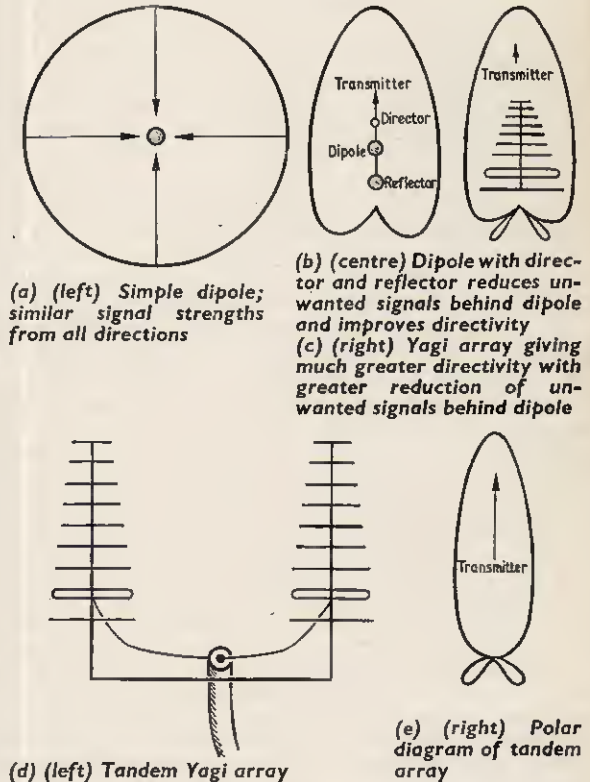 Transmitter
Director
Dipole
Reflector
Transmitter
(a) (left) Simple dipole;
similar signal strengths
from all directions
(b) (centre) Dipole with direc-
tor and reflector reduces un-
wanted signals behind dipole
and improves directivity
(c) (right) Yagi array giving
much greater directivity with
greater reduction of un-
wanted signals behind dipole
Transmitter
(d) (left) Tandem Yagi array
(e) (right) Polar
diagram of tandem
array